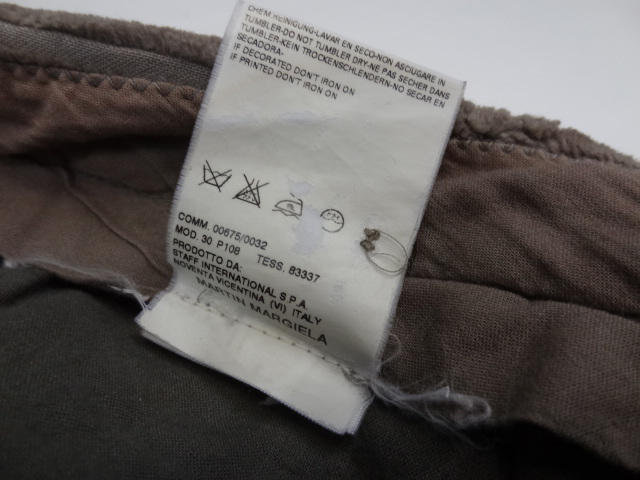 CHEM.REINIGUNG-LAVAR EN SECO-NON ASCIUGARE IN
TUMBLER-DO NOT TUMBLER DRY-NE PAS SECHER DANS
TUMBLER-KEIN TROCKENSCHLENDERN-NO SECAR EN
SECADORA-
IF DECORATED DON'T IRON ON
IF PRINTED DON'T IRON ON
COMM. 00675/0032
MOD. 30 P108 TESS. 83337
PRODOTTO DA:
STAFF INTERNATIONAL S.P.A.
NOVENTA VICENTINA (VI) ITALY
MARTIN MARGIELA